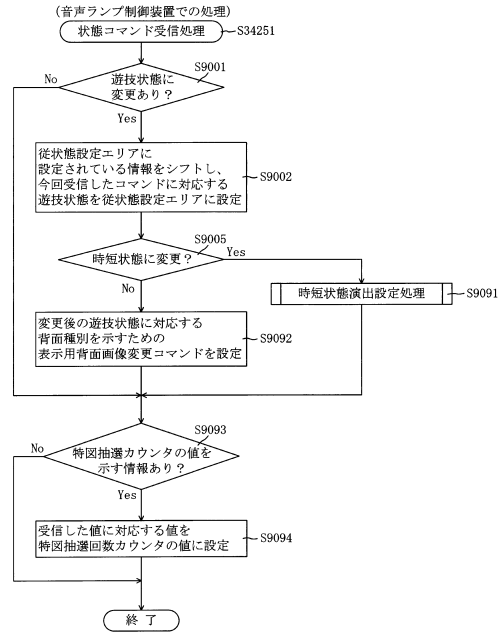 (音声ランプ制御装置での処理)
状態コマンド受信処理
S34251
S9001
No
遊技状態に
変更あり?
Yes
従状態設定エリアに
設定されている情報をシフトし、
今回受信したコマンドに対応する
遊技状態を従状態設定エリアに設定
S9002
S9005
時短状態に変更?
Yes
No
時短状態演出設定処理
S9091
変更後の遊技状態に対応する
背面種別を示すための
表示用背面画像変更コマンドを設定
S9092
S9093
No
特図抽選カウンタの値を
示す情報あり?
Yes
受信した値に対応する値を
特図抽選回数カウンタの値に設定
S9094
終了